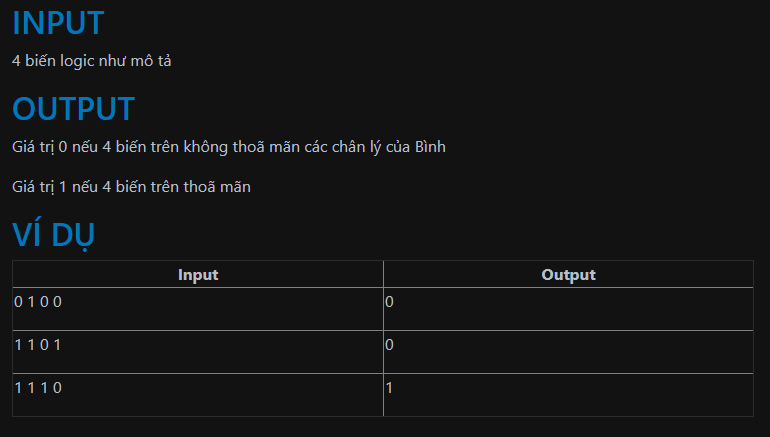 INPUT
4 biến logic như mô tả
OUTPUT
Giá trị 0 nếu 4 biến trên không thoã mãn các chân lý của Bình
Giá trị 1 nếu 4 biến trên thoã mãn
VÍ DỤ
Input Output
0 1 0 0 0
1 1 0 1 0
1 1 1 0 1